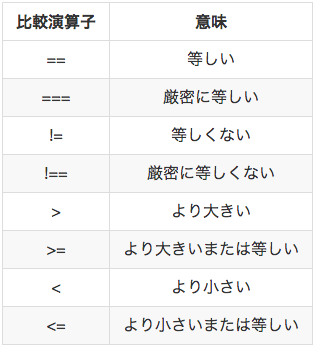 比較演算子 意味
== 等しい
=== 厳密に等しい
!= 等しくない
!== 厳密に等しくない
> より大きい
>= より大きいまたは等しい
< より小さい
<= より小さいまたは等しい